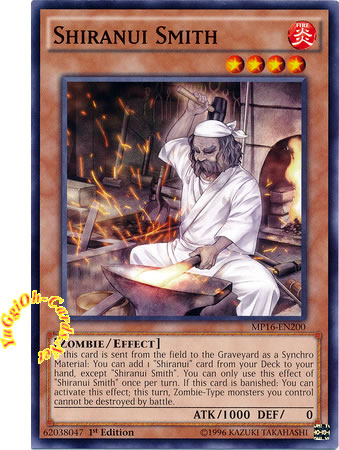 SHIRANUI SMITH
FIRE
炎
MP16-EN200
[ZOMBIE/EFFECT]
If this card is sent from the field to the Graveyard as a Synchro
Material: You can add 1 "Shiranui" card from your Deck to your
hand, except "Shiranui Smith". You can only use this effect of
"Shiranui Smith" once per turn. If this card is banished: You can
activate this effect; this turn, Zombie-Type monsters you control
cannot be destroyed by battle.
ATK/1000 DEF/ 0
62038047 1st Edition ©1996 KAZUKI TAKAHASHI